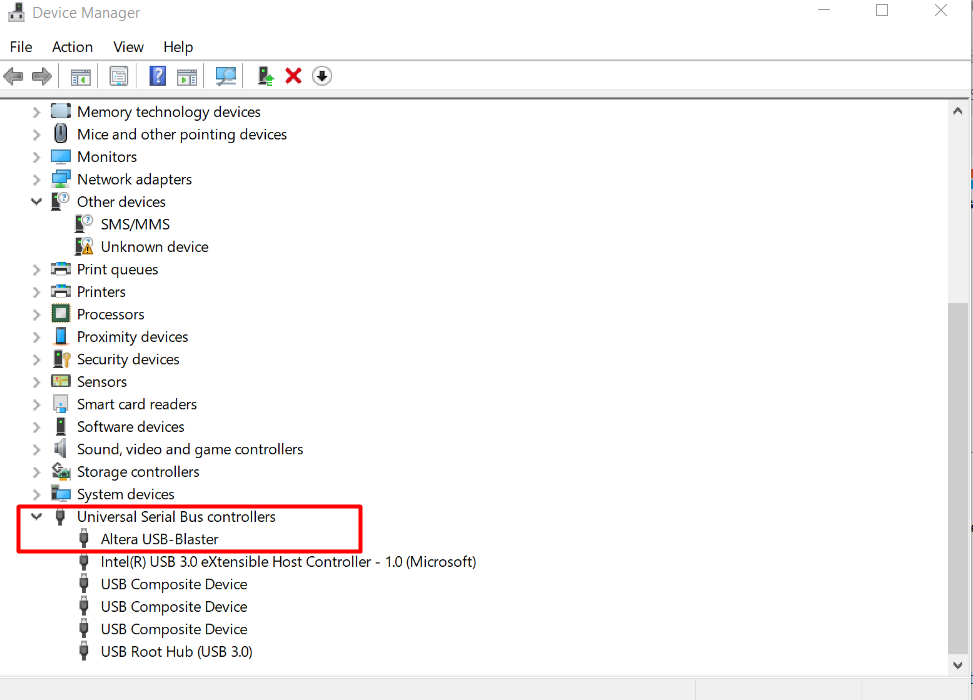 Device Manager
File Action View Help
Memory technology devices
Mice and other pointing devices
Monitors
Network adapters
Other devices
SMS/MMS
Unknown device
Print queues
Printers
Processors
Proximity devices
Security devices
Sensors
Smart card readers
Software devices
Sound, video and game controllers
Storage controllers
System devices
Universal Serial Bus controllers
Altera USB-Blaster
Intel(R) USB 3.0 eXtensible Host Controller - 1.0 (Microsoft)
USB Composite Device
USB Composite Device
USB Composite Device
USB Root Hub (USB 3.0)